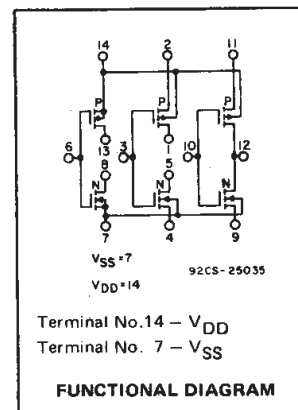 14 2 11
P P P
13 1
6 3 10 12
8 5
N N N
7 4 9
VSS=7
92CS-25035
VDD=14
Terminal No.14 – VDD
Terminal No. 7 – VSS
FUNCTIONAL DIAGRAM